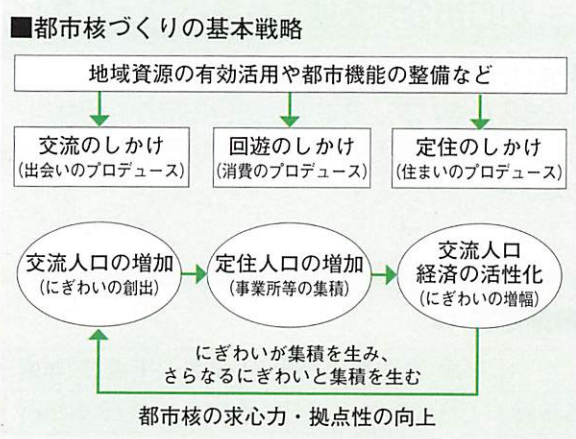 ■都市核づくりの基本戦略
地域資源の有効活用や都市機能の整備など
交流のしかけ
(出会いのプロデュース)
回遊のしかけ
(消費のプロデュース)
定住のしかけ
(住まいのプロデュース)
交流人口の増加
(にぎわいの創出)
定住人口の増加
(事業所等の集積)
交流人口
経済の活性化
(にぎわいの増幅)
にぎわいが集積を生み、
さらなるにぎわいと集積を生む
都市核の求心力・拠点性の向上